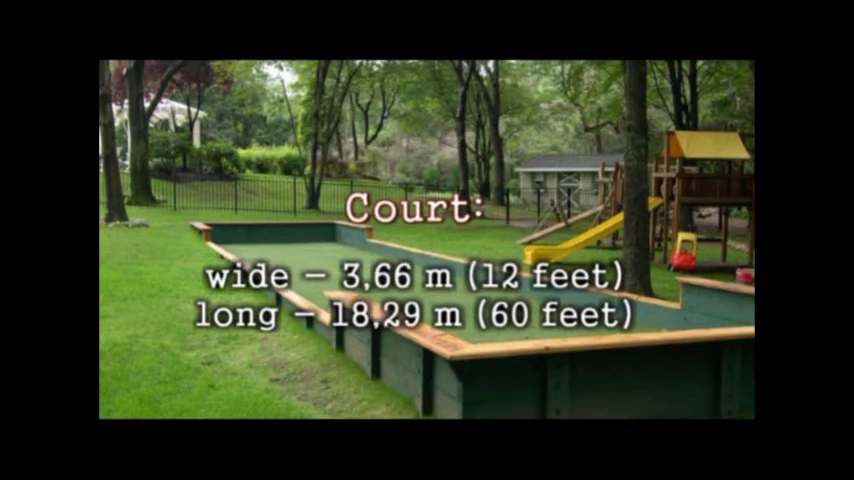 Court:
wide – 3,66 m (12 feet)
long – 18,29 m (60 feet)